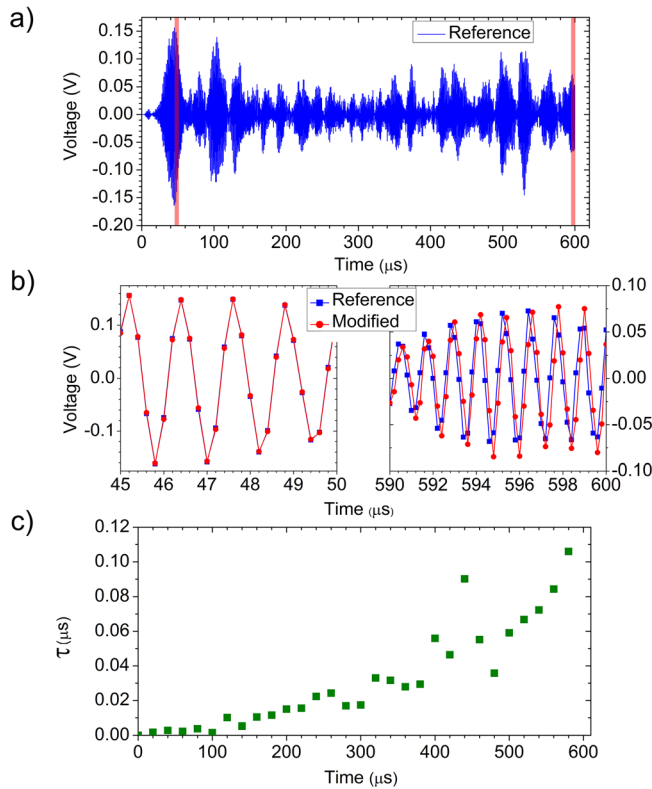 a)
Reference
0.15
0.10
0.05
0.00
-0.05
-0.10
-0.15
-0.20
Voltage (V)
0 100 200 300 400 500 600
Time (μs)
b)
Reference
Modified
0.1
0.0
-0.1
Voltage (V)
0.10
0.05
0.00
-0.05
-0.10
45 46 47 48 49 50
590 592 594 596 598 600
Time (μs)
c)
0.12
0.10
0.08
0.06
0.04
0.02
0.00
τ(μs)
0 100 200 300 400 500 600
Time (μs)